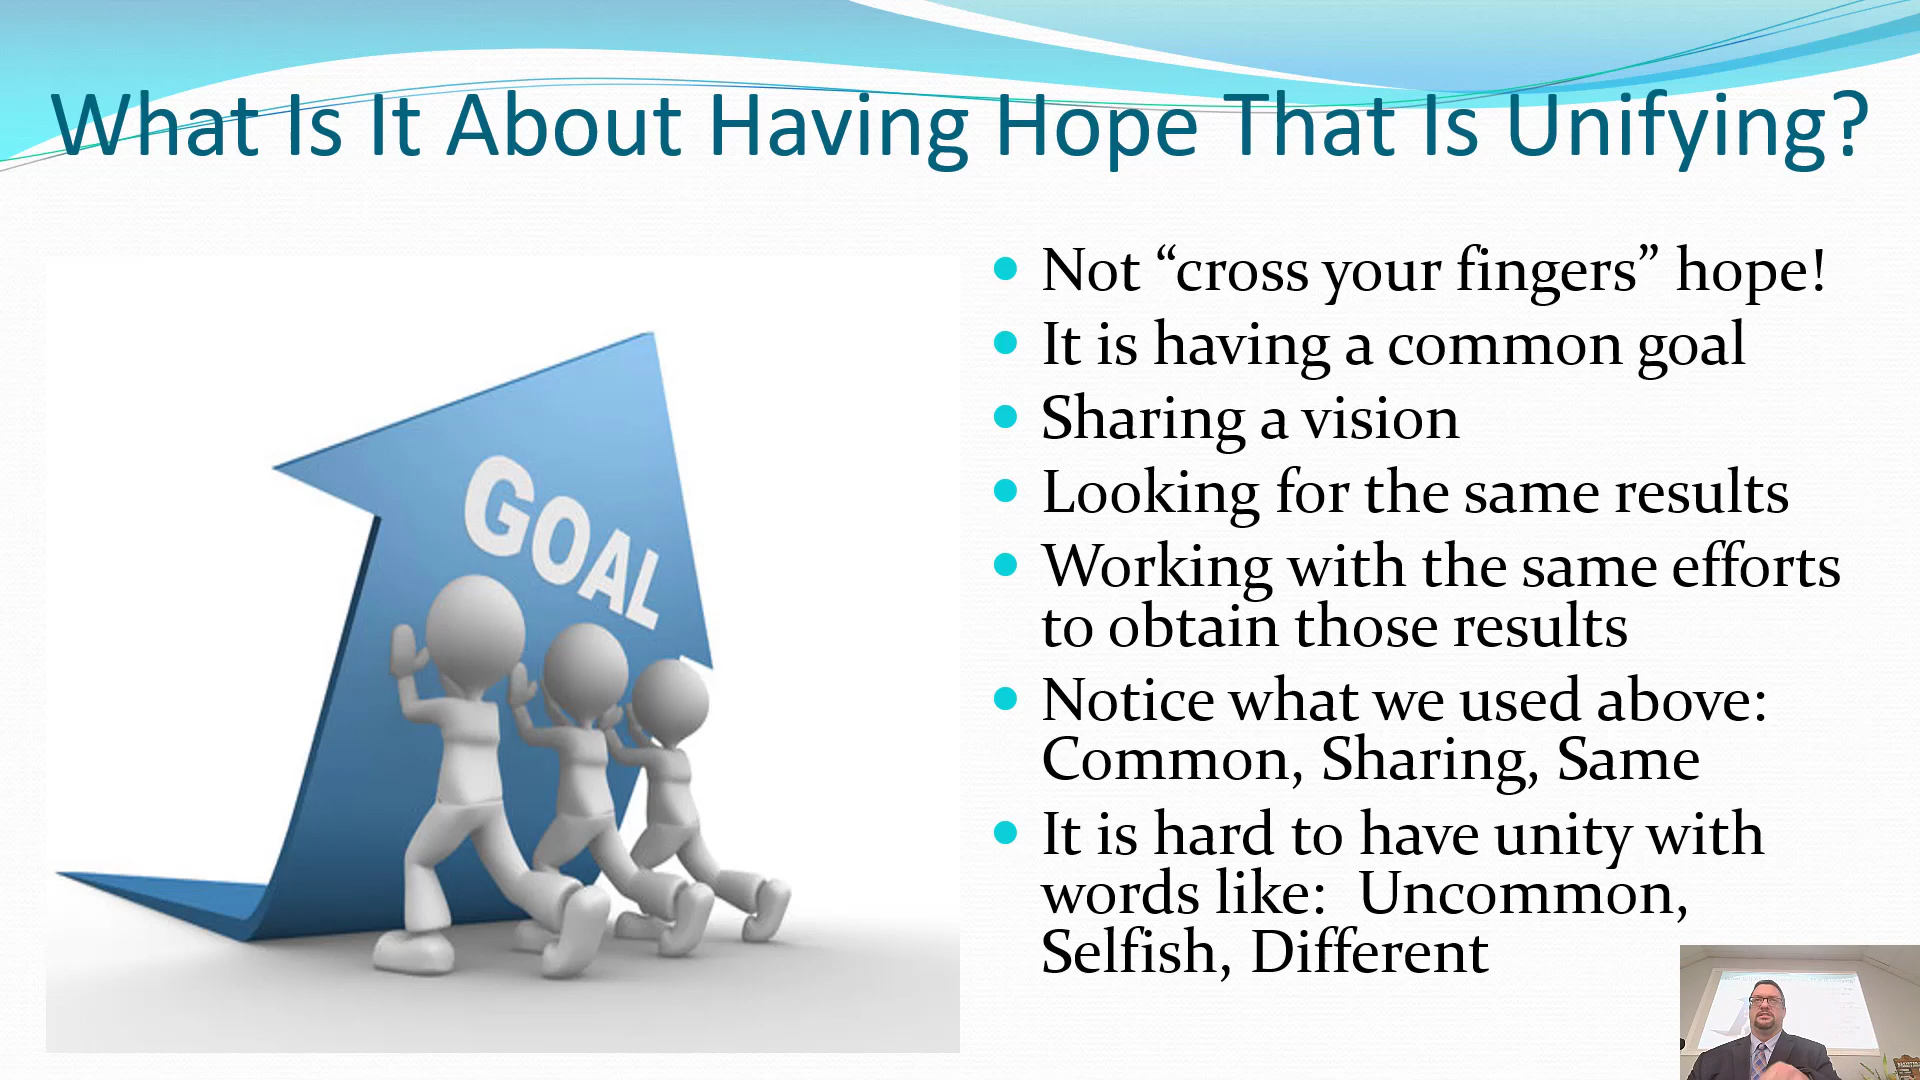 What Is It About Having Hope That Is Unifying?
GOAL
Not “cross your fingers” hope!
It is having a common goal
Sharing a vision
Looking for the same results
Working with the same efforts
to obtain those results
Notice what we used above:
Common, Sharing, Same
It is hard to have unity with
words like:  Uncommon,
Selfish, Different